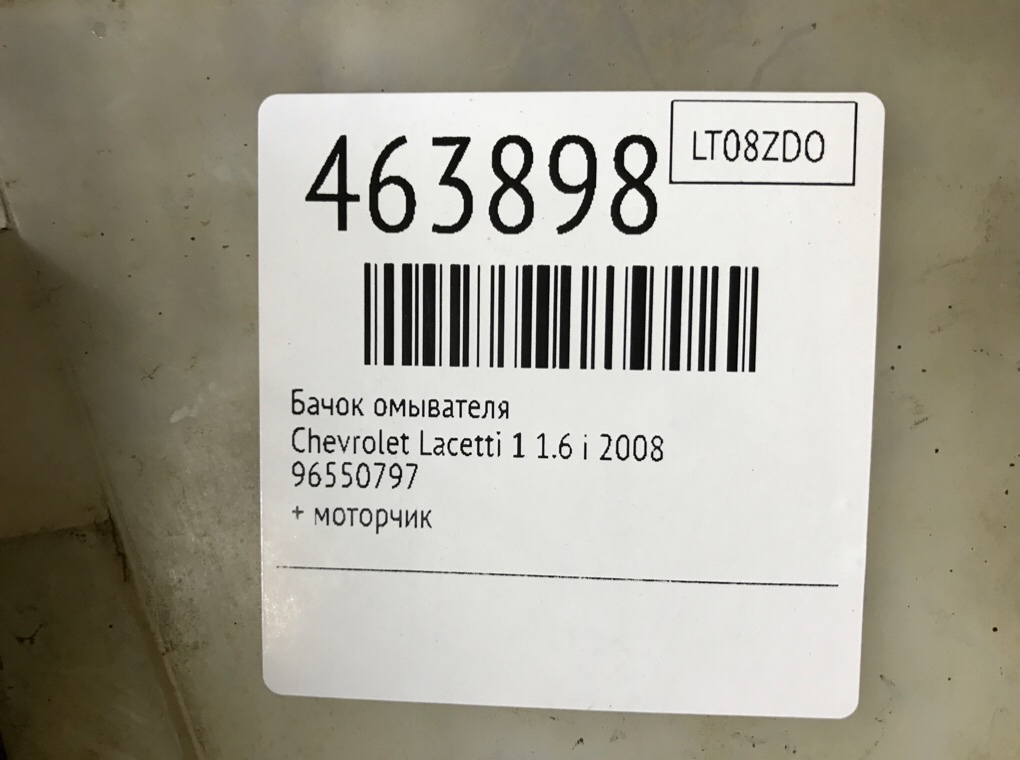 463898
LT08ZDO
Бачок омывателя
Chevrolet Lacetti 1 1.6 i 2008
96550797
+ моторчик